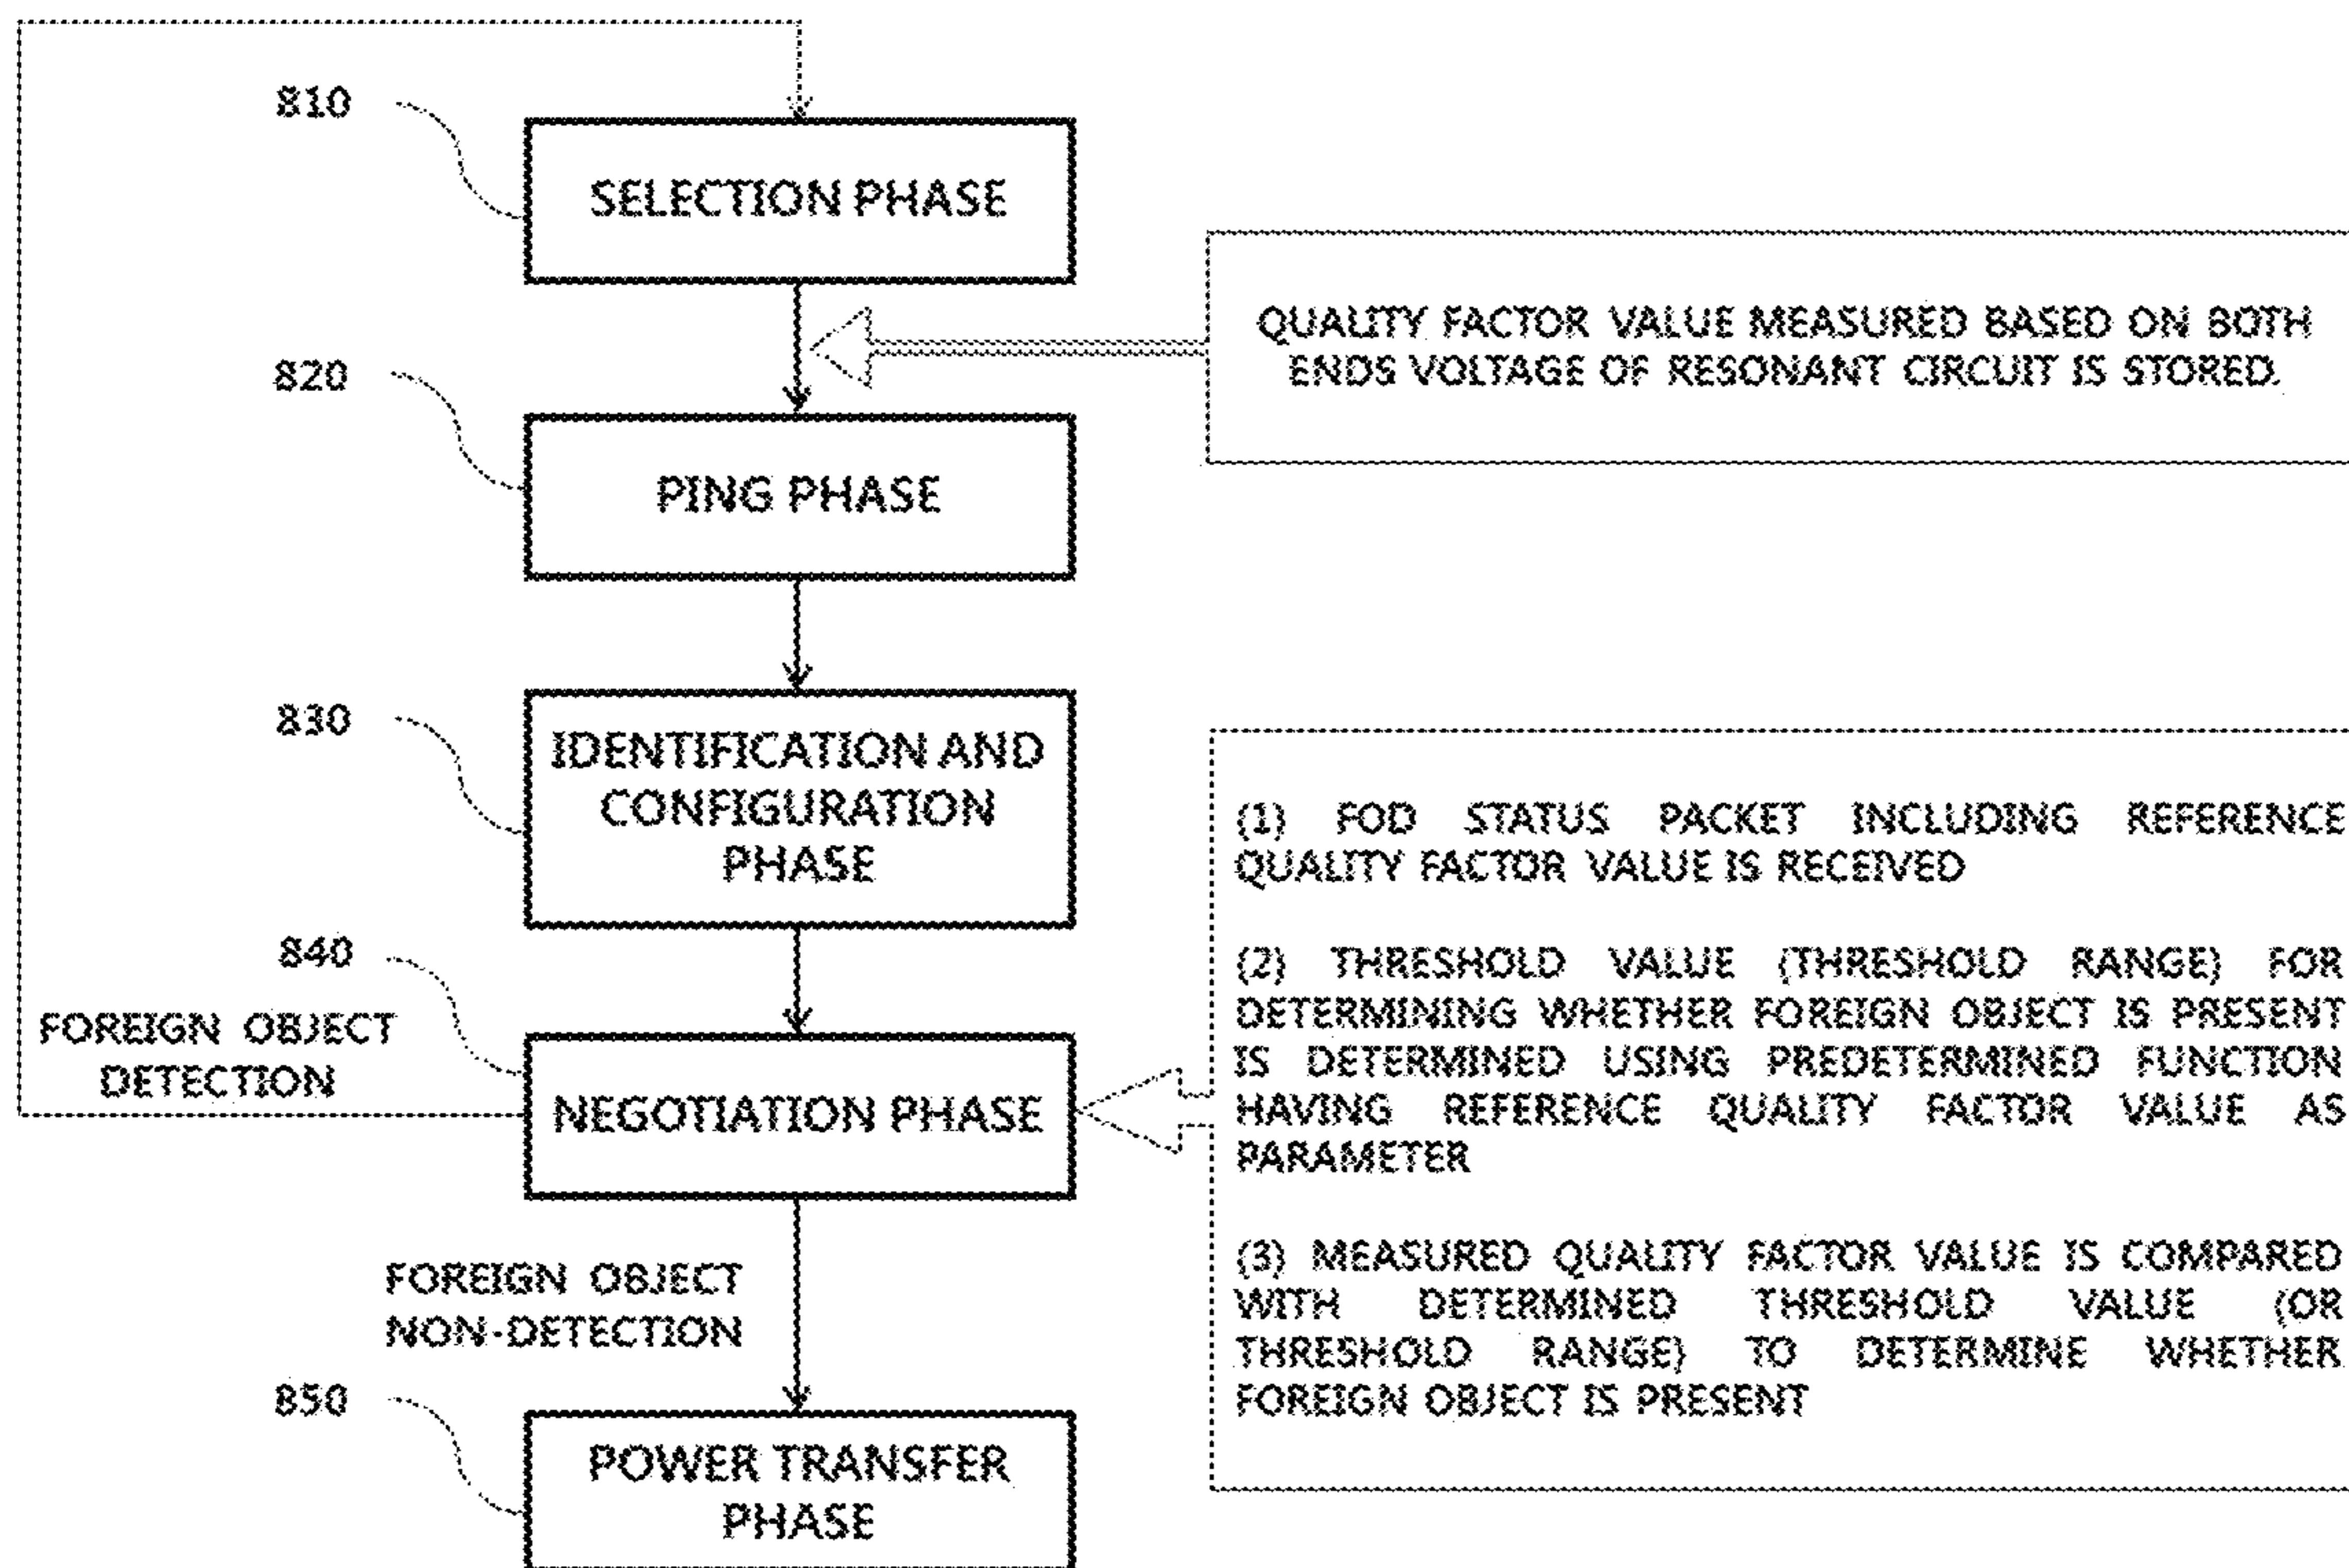 810
SELECTION PHASE
QUALITY FACTOR VALUE MEASURED BASED ON BOTH
ENDS VOLTAGE OF RESONANT CIRCUIT IS STORED.
820
PING PHASE
830
IDENTIFICATION AND
CONFIGURATION
PHASE
840
FOREIGN OBJECT
DETECTION
NEGOTIATION PHASE
(1) FOD STATUS PACKET INCLUDING REFERENCE
QUALITY FACTOR VALUE IS RECEIVED
(2) THRESHOLD VALUE (THRESHOLD RANGE) FOR
DETERMINING WHETHER FOREIGN OBJECT IS PRESENT
IS DETERMINED USING PREDETERMINED FUNCTION
HAVING REFERENCE QUALITY FACTOR VALUE AS
PARAMETER
(3) MEASURED QUALITY FACTOR VALUE IS COMPARED
WITH DETERMINED THRESHOLD VALUE (OR
THRESHOLD RANGE) TO DETERMINE WHETHER
FOREIGN OBJECT IS PRESENT
FOREIGN OBJECT
NON-DETECTION
850
POWER TRANSFER
PHASE